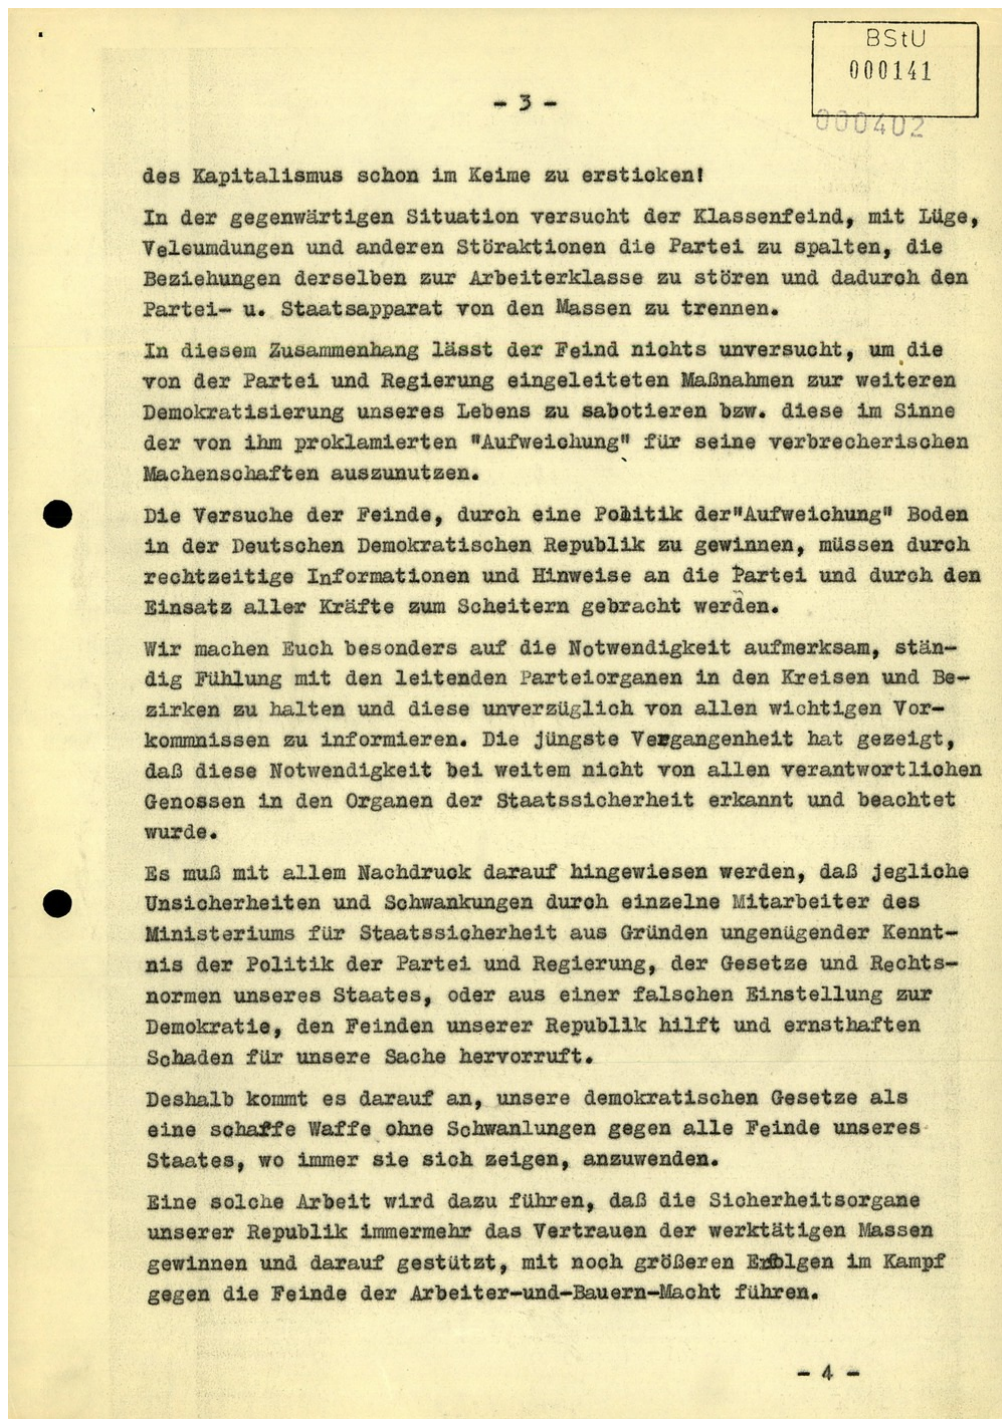 BStU
000141
000402
- 3 -
des Kapitalismus schon im Keime zu ersticken!
In der gegenwärtigen Situation versucht der Klassenfeind, mit Lüge,
Veleumdungen und anderen Störaktionen die Partei zu spalten, die
Beziehungen derselben zur Arbeiterklasse zu stören und dadurch den
Partei- u. Staatsapparat von den Massen zu trennen.
In diesem Zusammenhang lässt der Feind nichts unversucht, um die
von der Partei und Regierung eingeleiteten Maßnahmen zur weiteren
Demokratisierung unseres Lebens zu sabotieren bzw. diese im Sinne
der von ihm proklamierten "Aufweichung" für seine verbrecherischen
Machenschaften auszunutzen.
Die Versuche der Feinde, durch eine Politik der"Aufweichung" Boden
in der Deutschen Demokratischen Republik zu gewinnen, müssen durch
rechtzeitige Informationen und Hinweise an die Partei und durch den
Einsatz aller Kräfte zum Scheitern gebracht werden.
Wir machen Euch besonders auf die Notwendigkeit aufmerksam, stän-
dig Fühlung mit den leitenden Parteiorganen in den Kreisen und Be-
zirken zu halten und diese unverzüglich von allen wichtigen Vor-
kommnissen zu informieren. Die jüngste Vergangenheit hat gezeigt,
daß diese Notwendigkeit bei weitem nicht von allen verantwortlichen
Genossen in den Organen der Staatssicherheit erkannt und beachtet
wurde.
Es muß mit allem Nachdruck darauf hingewiesen werden, daß jegliche
Unsicherheiten und Schwankungen durch einzelne Mitarbeiter des
Ministeriums für Staatssicherheit aus Gründen ungenügender Kennt-
nis der Politik der Partei und Regierung, der Gesetze und Rechts-
normen unseres Staates, oder aus einer falschen Einstellung zur
Demokratie, den Feinden unserer Republik hilft und ernsthaften
Schaden für unsere Sache hervorruft.
Deshalb kommt es darauf an, unsere demokratischen Gesetze als
eine schaffe Waffe ohne Schwanlungen gegen alle Feinde unseres
Staates, wo immer sie sich zeigen, anzuwenden.
Eine solche Arbeit wird dazu führen, daß die Sicherheitsorgane
unserer Republik immermehr das Vertrauen der werktätigen Massen
gewinnen und darauf gestützt, mit noch größeren Erfolgen im Kampf
gegen die Feinde der Arbeiter-und-Bauern-Macht führen.
- 4 -